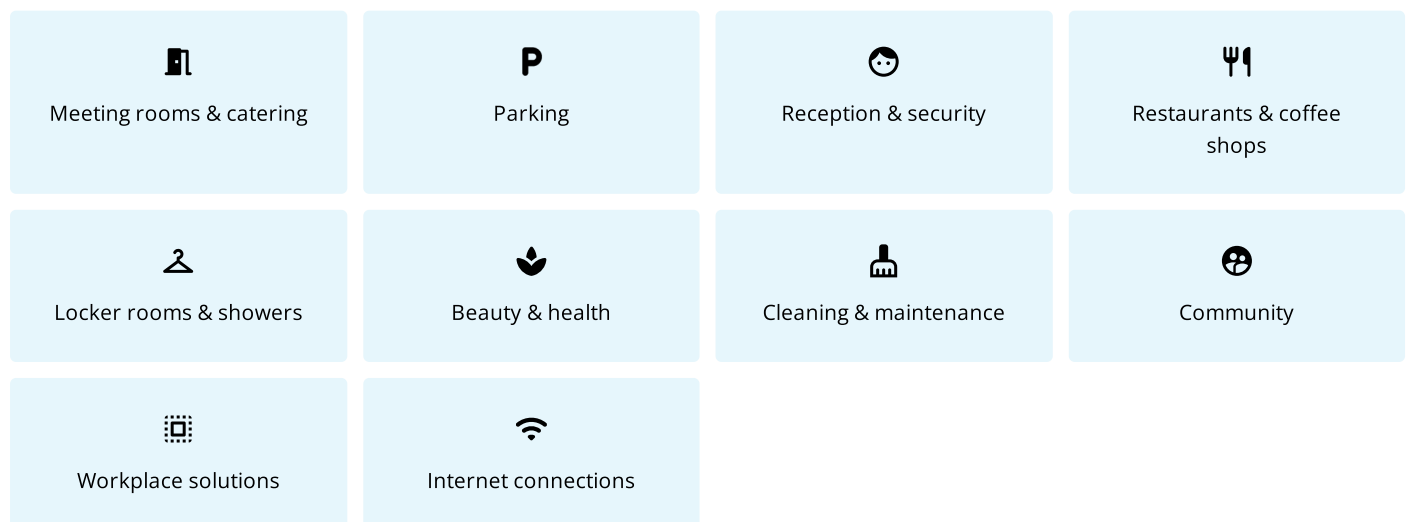 Meeting rooms & catering
P
Parking
Reception & security
Restaurants & coffee
shops
Locker rooms & showers
Beauty & health
Cleaning & maintenance
Community
Workplace solutions
Internet connections